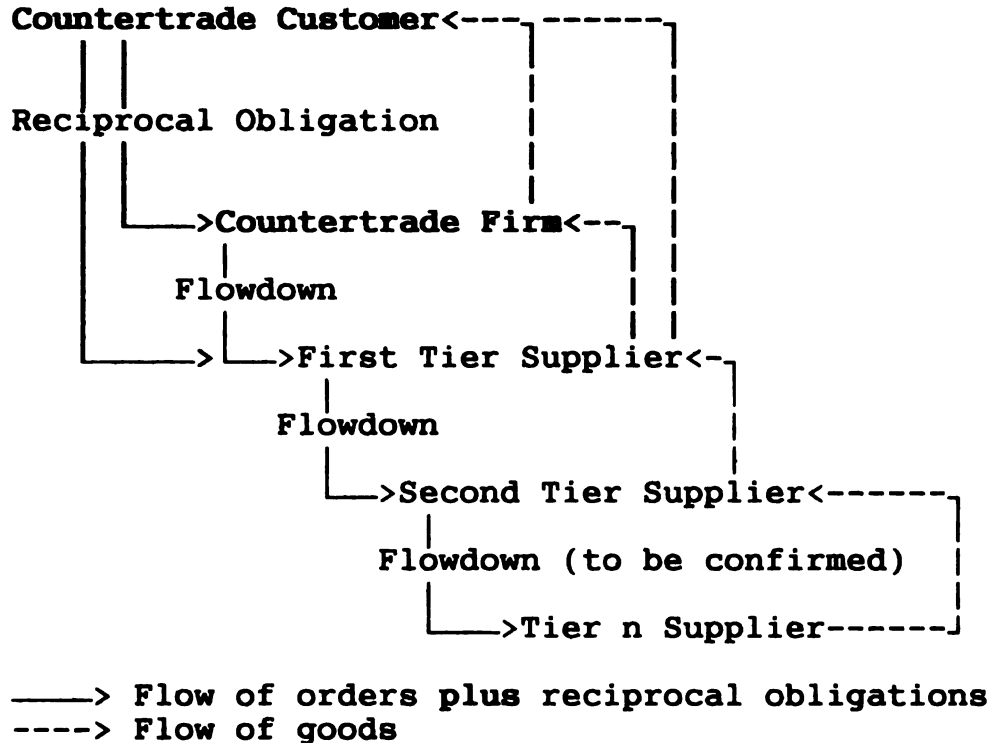 Countertrade Customer
Reciprocal Obligation
Countertrade Firm
Flowdown
First Tier Supplier
Flowdown
Second Tier Supplier
Flowdown (to be confirmed)
Tier n Supplier
Flow of orders plus reciprocal obligations
Flow of goods